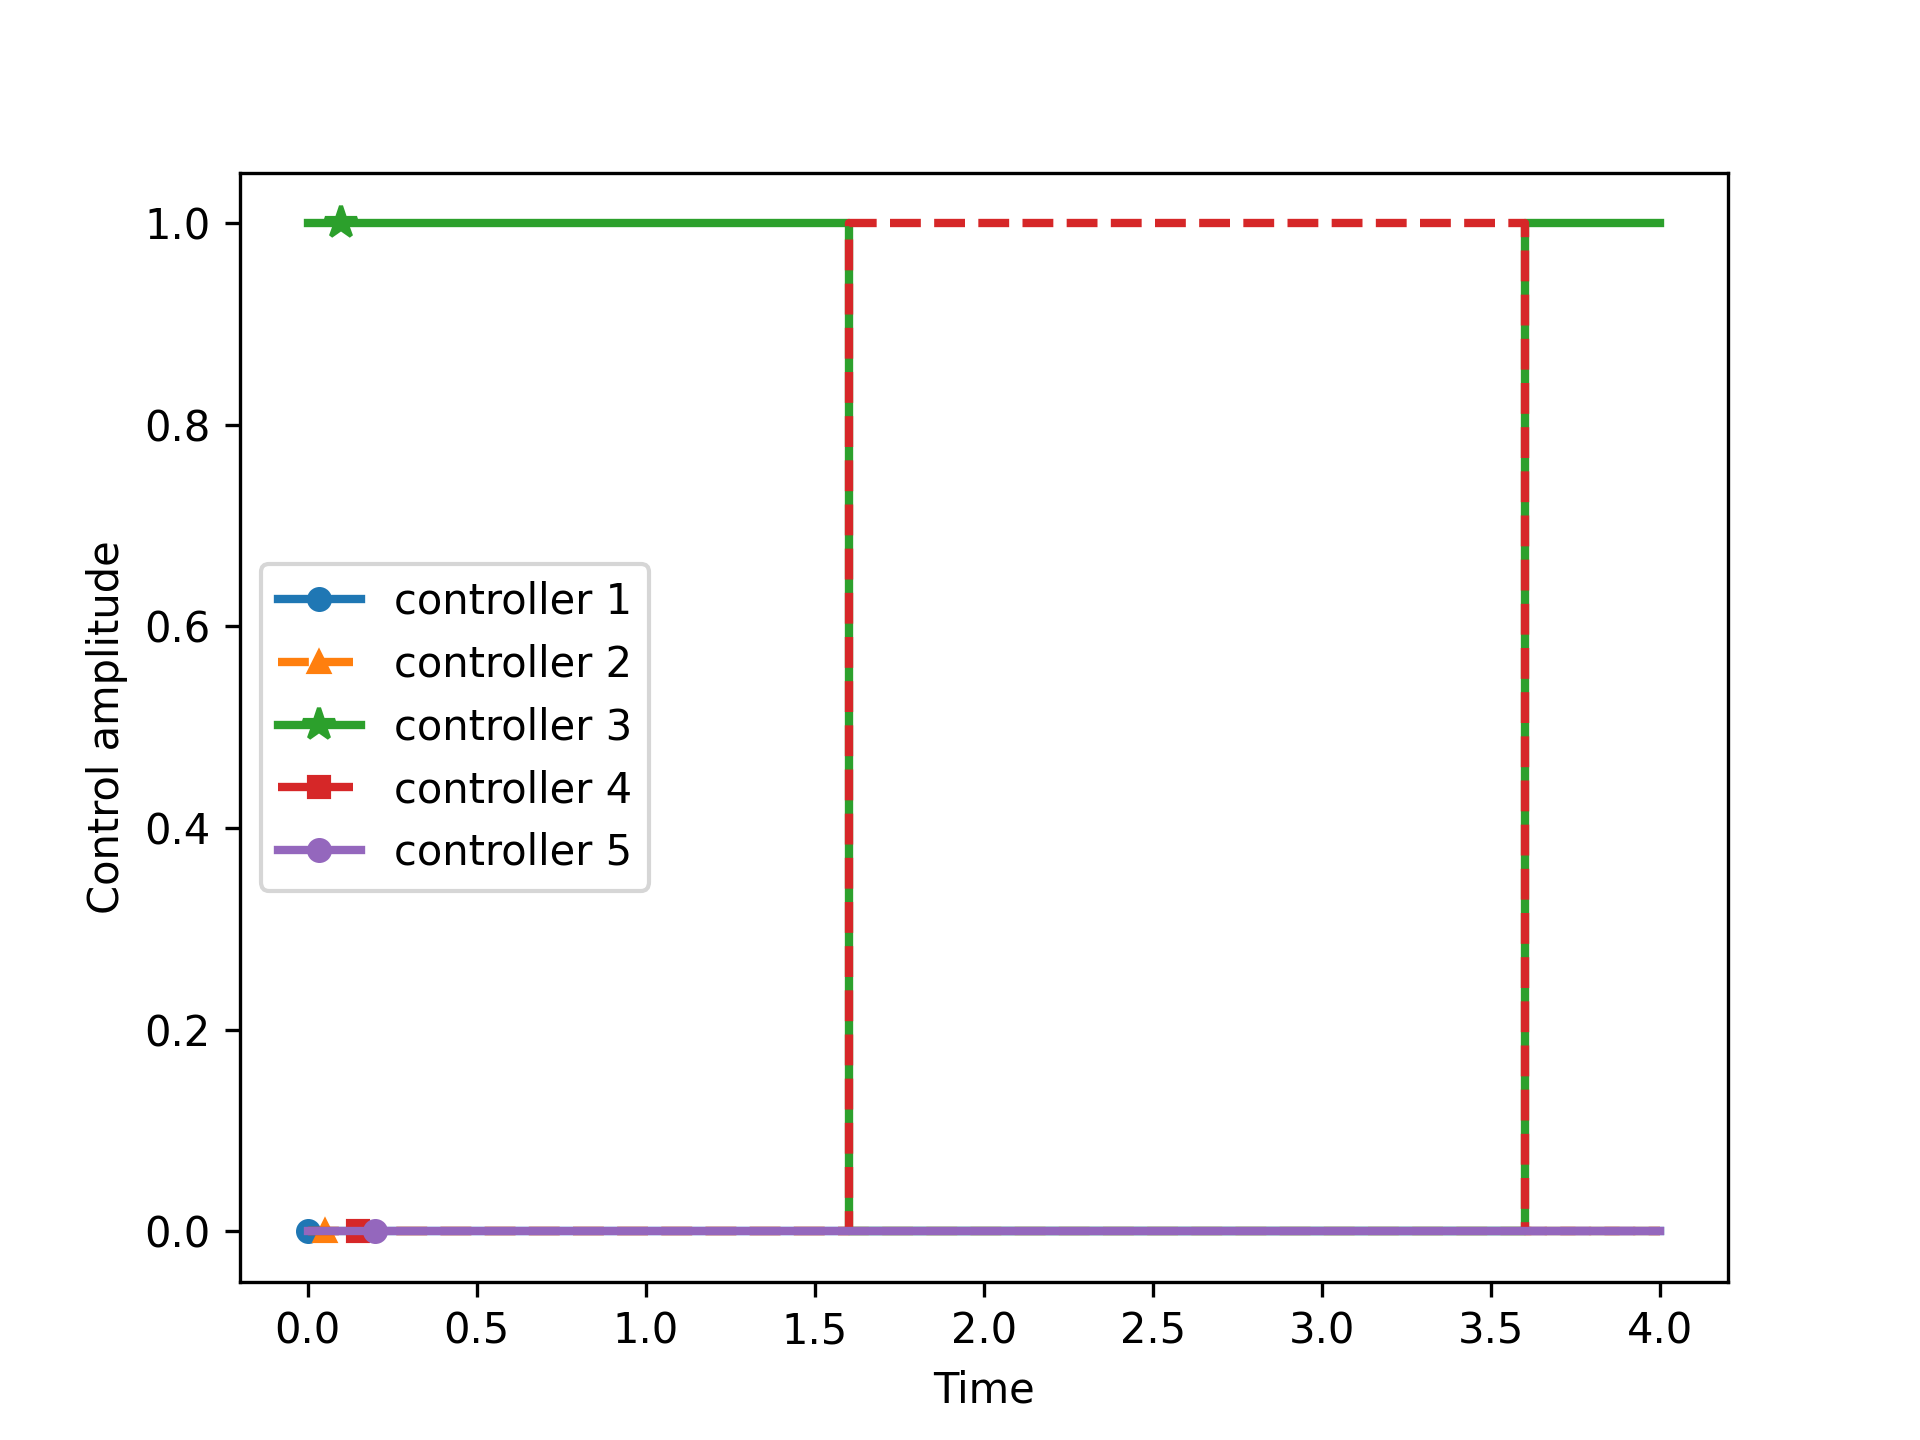 1.0
0.8
0.6
0.4
0.2
0.0
Control amplitude
controller 1
controller 2
controller 3
controller 4
controller 5
0.0 0.5 1.0 1.5 2.0 2.5 3.0 3.5 4.0
Time